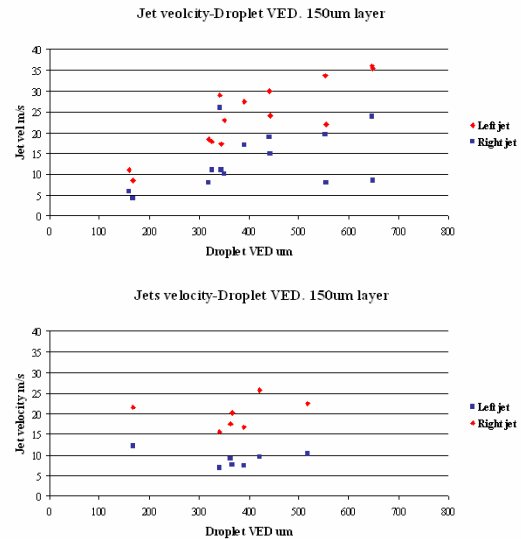 Jet veolcity-Droplet VED. 150um layer
Jet vel m/s
40
35
30
25
20
15
10
5
0
0 100 200 300 400 500 600 700 800
Droplet VED um
Left jet
Right jet
Jets velocity-Droplet VED. 150um layer
Jet velocity m/s
40
35
30
25
20
15
10
5
0
0 100 200 300 400 500 600 700 800
Droplet VED um
Left jet
Right jet